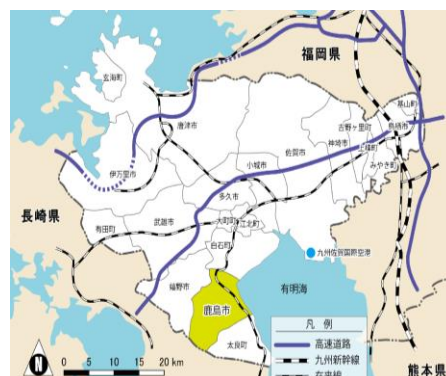 福岡県
玄海町
基山町
唐津市
吉野ヶ里町
鳥栖市
佐賀市
神埼市
上峰町
みやき町
小城市
伊万里市
多久市
長崎県
武雄市
大町町
江北町
有田町
白石町
九州佐賀国際空港
嬉野市
有明海
鹿島市
凡 例
高速道路
太良町
九州新幹線
熊本県
在来線
N
0 5 10 15 20 km